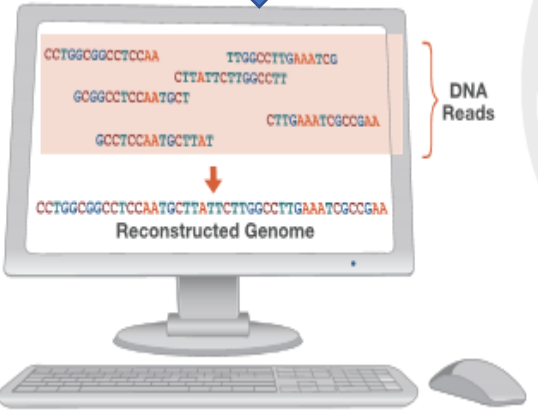 CCTGGCGGCCTCCAA
TTGGCCTTGAAATCG
CTTATTCTTGGCCTT
GCGGCCTCCAATGCT
CTTGAAATCGCCGAA
GCCTCCAATGCTTAT
DNA
Reads
CCTGGCGGCCTCCAATGCTTATTCTTGGCCTTGAAATCGCCGAA
Reconstructed Genome